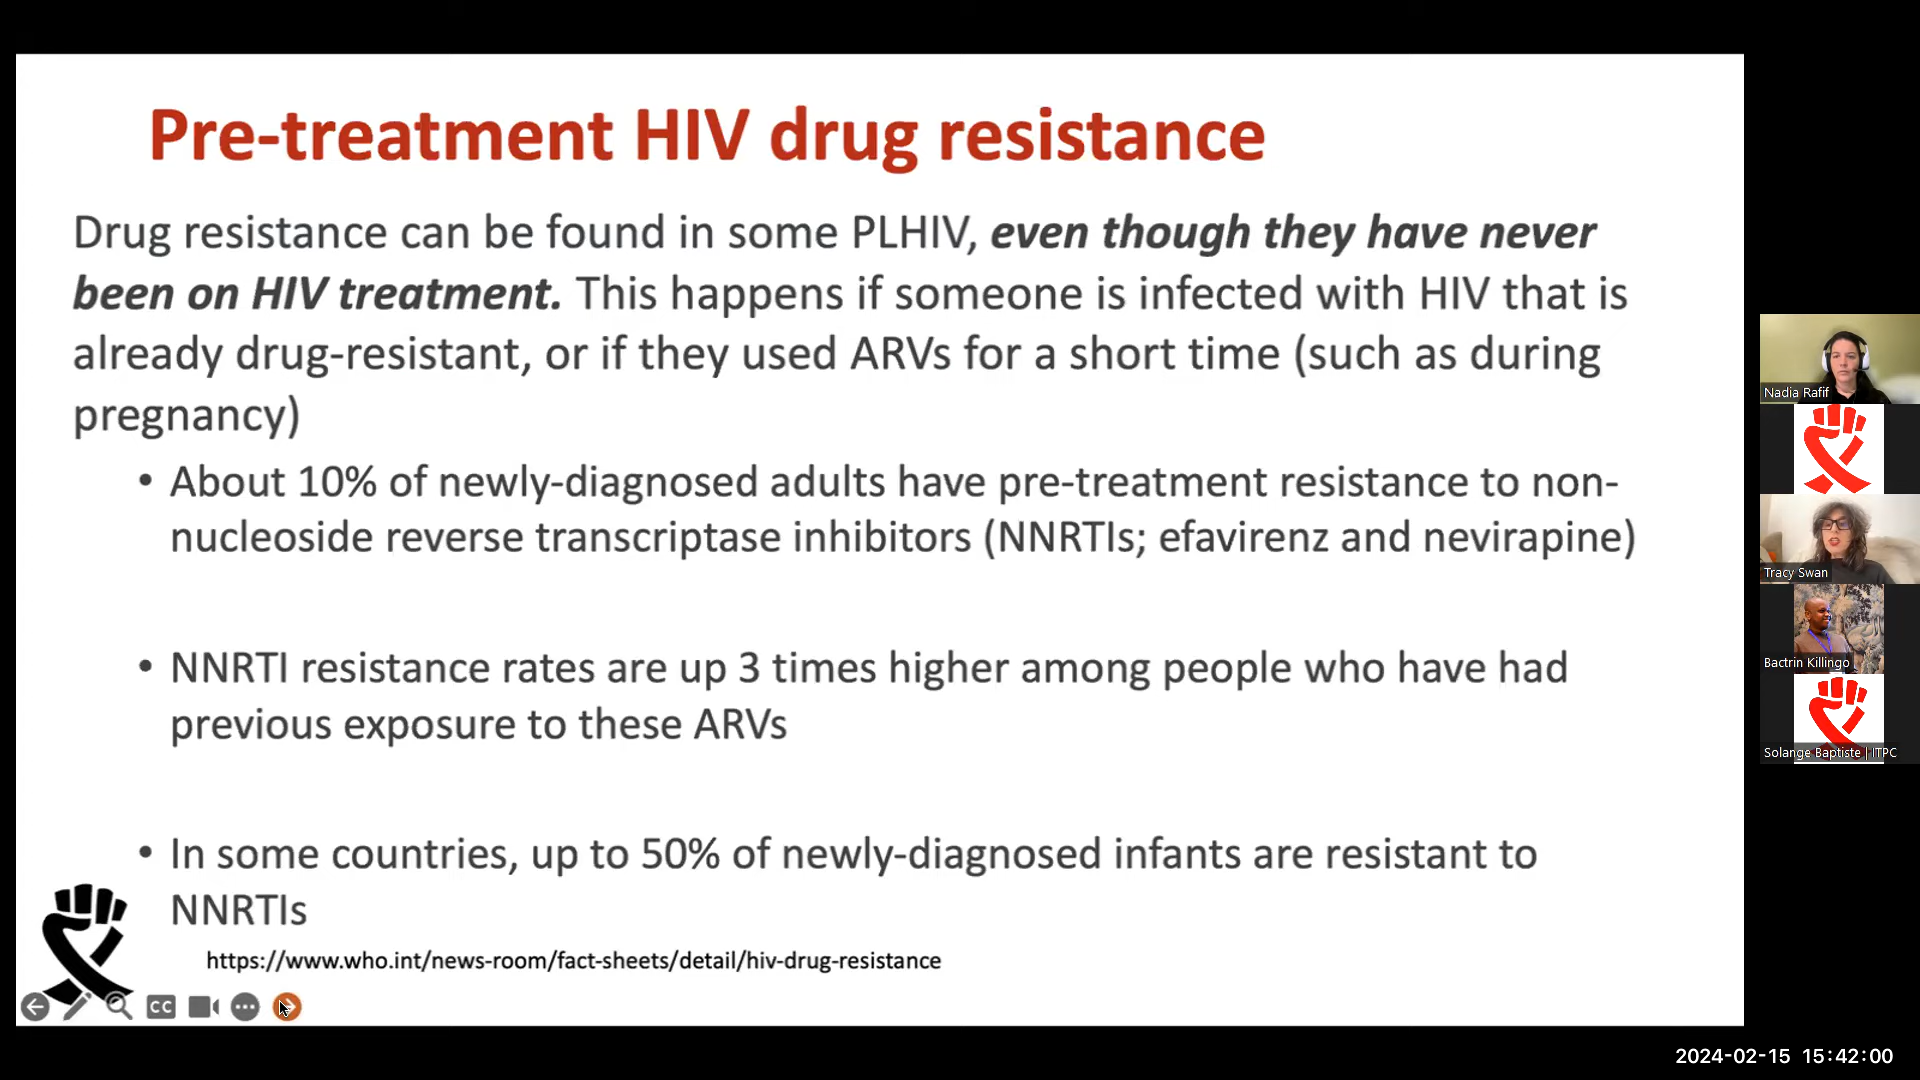 Pre-treatment HIV drug resistance
Drug resistance can be found in some PLHIV, even though they have never
been on HIV treatment. This happens if someone is infected with HIV that is
already drug-resistant, or if they used ARVs for a short time (such as during
pregnancy)
• About 10% of newly-diagnosed adults have pre-treatment resistance to non-
nucleoside reverse transcriptase inhibitors (NNRTIs; efavirenz and nevirapine)
• NNRTI resistance rates are up 3 times higher among people who have had
previous exposure to these ARVs
• In some countries, up to 50% of newly-diagnosed infants are resistant to
NNRTIs
https://www.who.int/news-room/fact-sheets/detail/hiv-drug-resistance
CC
Nadia Rafif
Tracy Swan
Bactrin Killingo
Solange Baptiste | ITPC
2024-02-15 15:42:00